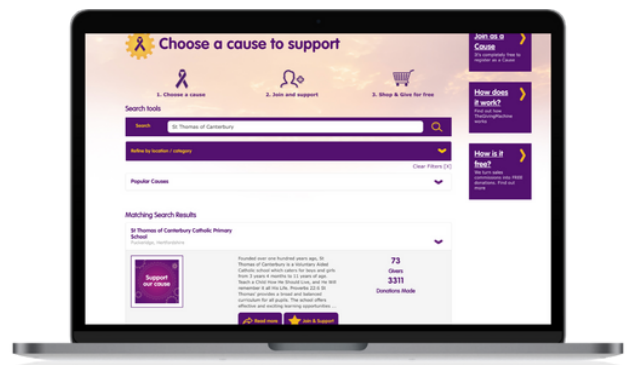 Choose a cause to support
1. Choose a cause
2. Join and support
3. Shop & Give for free
Search tools
Search
St Thomas of Canterbury
Refine by location / category
Clear Filters [X]
Popular Causes
Matching Search Results
St Thomas of Canterbury Catholic Primary
School
Puckeridge, Hertfordshire
Support
our cause
Founded over one hundred years ago, St
Thomas of Canterbury is a Voluntary Aided
Catholic school which caters for boys and girls
from 3 years 4 months to 11 years of age.
Teach a Child How He Should Live, and He Will
remember it all His Life, Proverbs 22:6 St
Thomas' provides a broad and balanced
curriculum for all pupils. The school offers
effective and exciting learning opportunities ...
73
Givers
3311
Donations Made
Read more
Join & Support
Join as a
Cause
It's completely free to
register as a Cause
How does
it work?
Find out how
TheGivingMachine
works
How is it
free?
We turn sales
commissions into FREE
donations. Find out
more